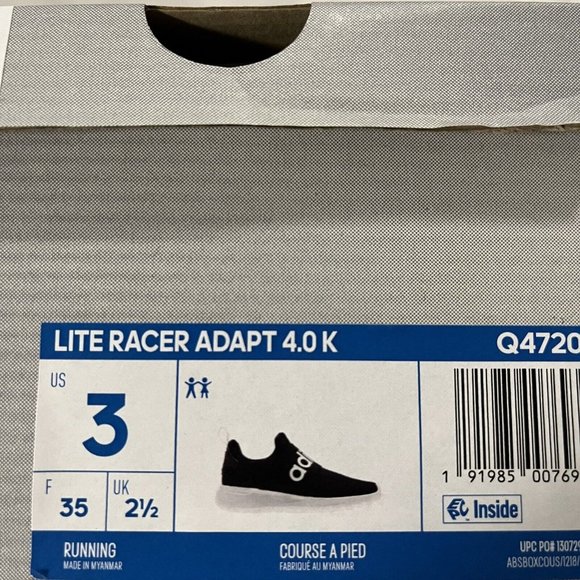 LITE RACER ADAPT 4.0 K Q4720
US
3
F
35
UK
2½
adi
1 91985 00769
Inside
RUNNING
MADE IN MYANMAR
COURSE A PIED
FABRIQUÉ AU MYANMAR
UPC PO# 130729
ABSBOXCOUS/1218/